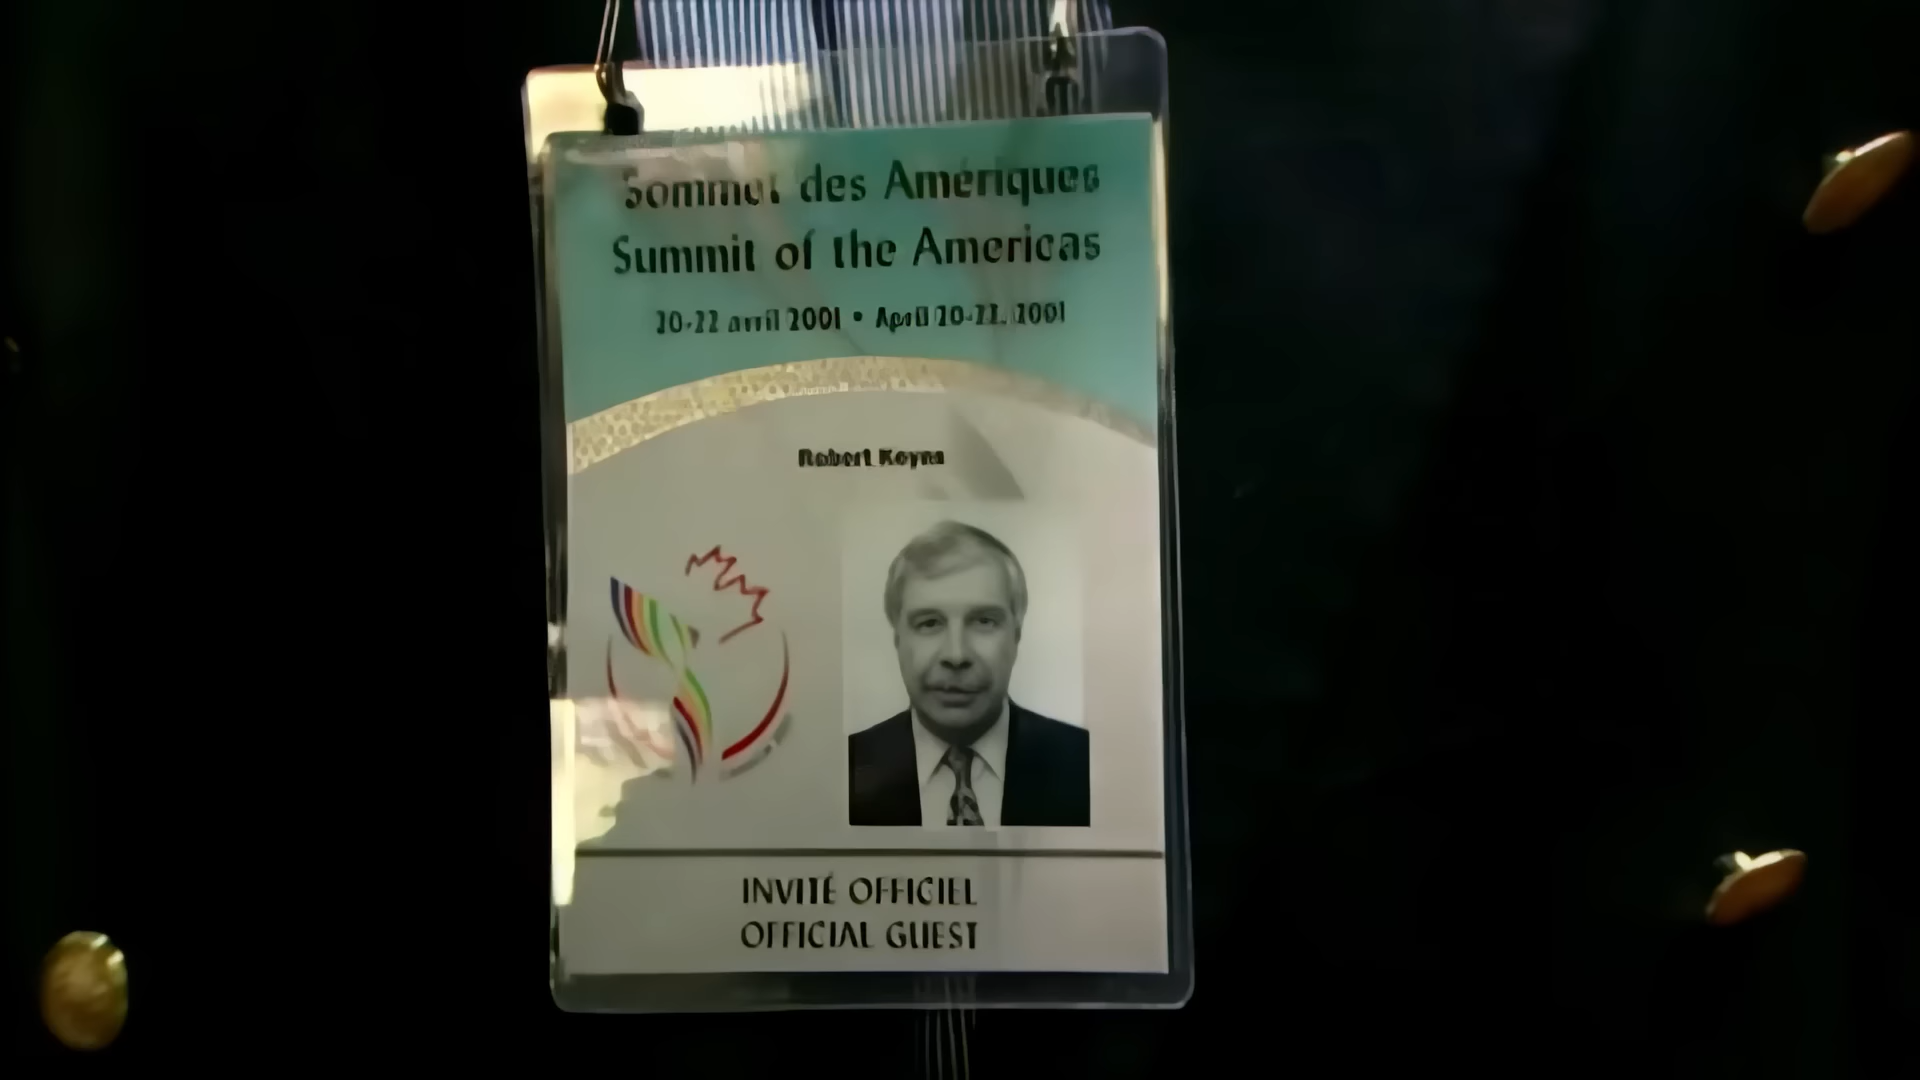 Sommet des Amériques
Summit of the Americas
20-22 avril 2001 • April 20-22, 2001
Robert
INVITÉ OFFICIEL
OFFICIAL GUEST